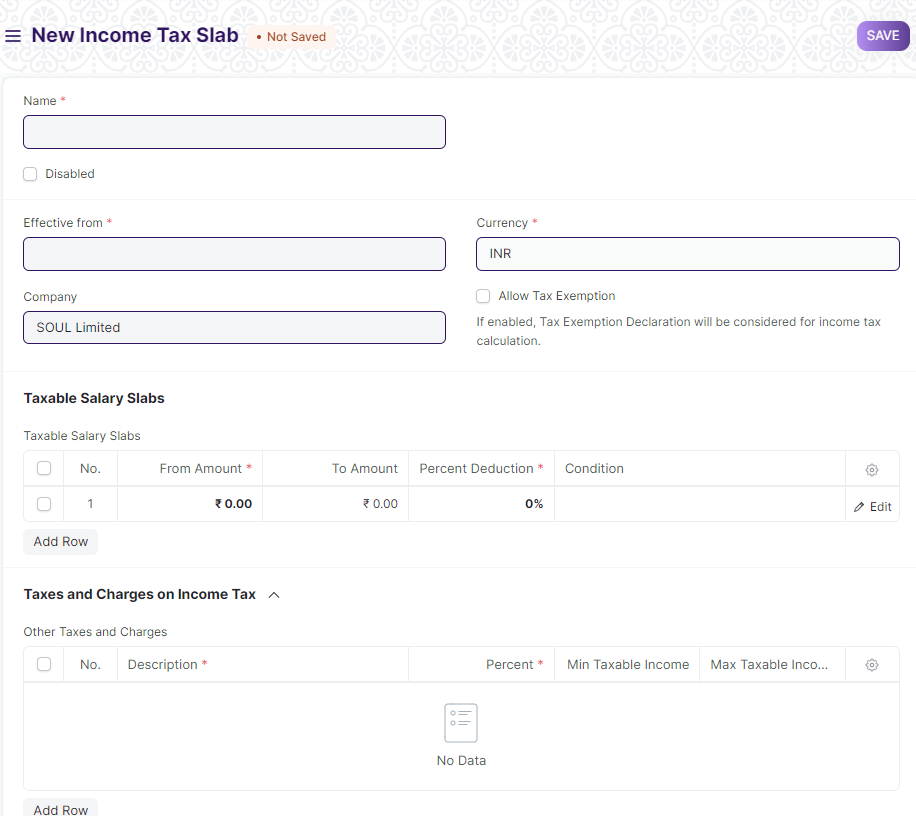 New Income Tax Slab • Not Saved SAVE
Name *
Disabled
Effective from * Currency *
INR
Company Allow Tax Exemption
SOUL Limited If enabled, Tax Exemption Declaration will be considered for income tax
calculation.
Taxable Salary Slabs
Taxable Salary Slabs
No. From Amount * To Amount Percent Deduction * Condition
1 ₹ 0.00 ₹ 0.00 0% Edit
Add Row
Taxes and Charges on Income Tax
Other Taxes and Charges
No. Description * Percent * Min Taxable Income Max Taxable Inco...
No Data
Add Row